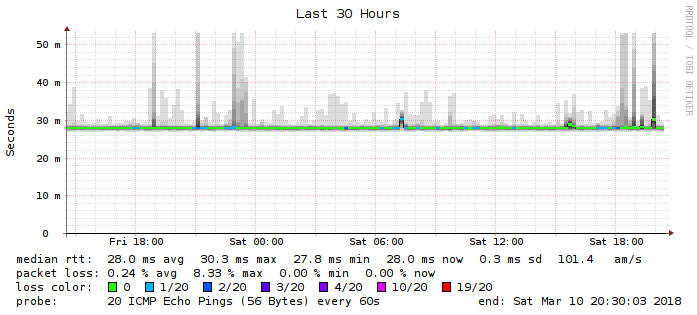 Last 30 Hours
RRDTOOL / TOBI OETIKER
Seconds
50 m
40 m
30 m
20 m
10 m
0
Fri 18:00 Sat 00:00 Sat 06:00 Sat 12:00 Sat 18:00
median rtt: 28.0 ms avg 30.3 ms max 27.8 ms min 28.0 ms now 0.3 ms sd 101.4 am/s
packet loss: 0.24 % avg 8.33 % max 0.00 % min 0.00 % now
loss color: 0 1/20 2/20 3/20 4/20 10/20 19/20
probe: 20 ICMP Echo Pings (56 Bytes) every 60s end: Sat Mar 10 20:30:03 2018